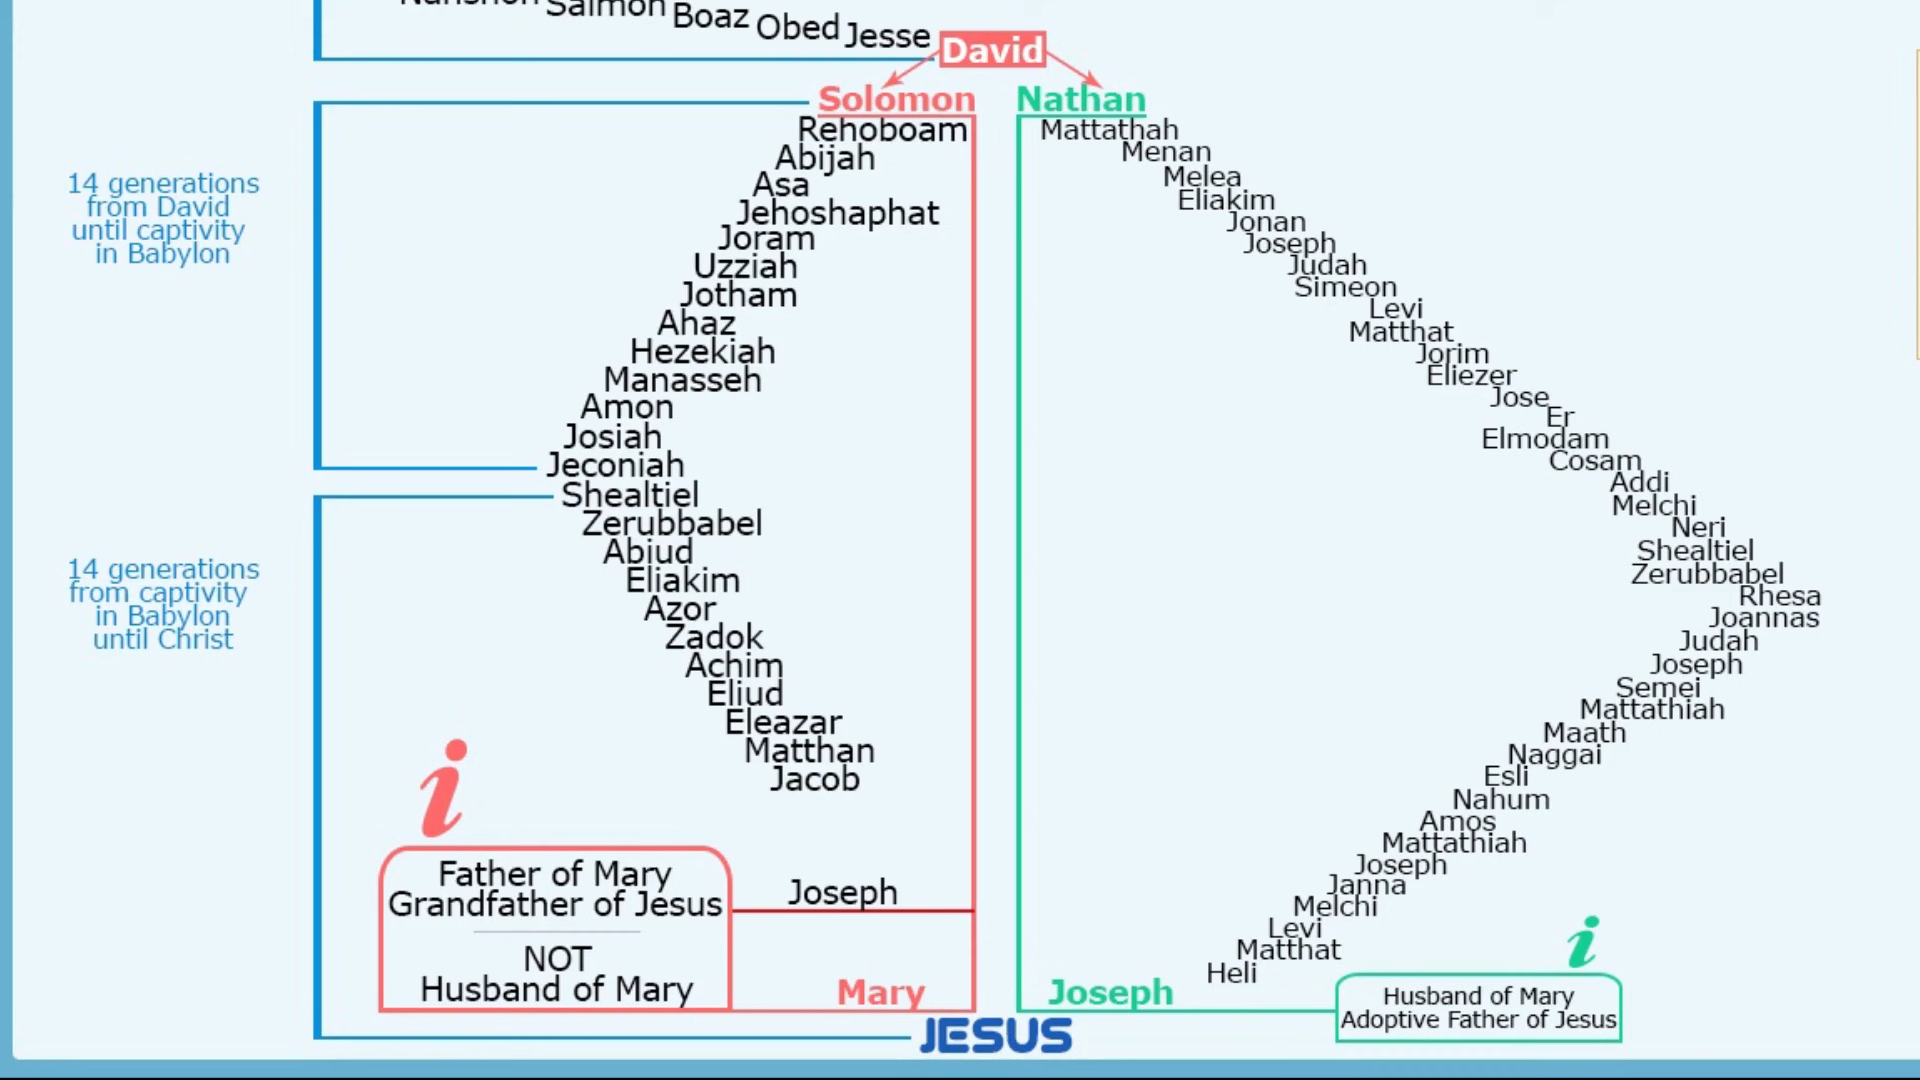 Nahshon Salmon Boaz Obed Jesse David
Solomon
Rehoboam
Abijah
Asa
Jehoshaphat
Joram
Uzziah
Jotham
Ahaz
Hezekiah
Manasseh
Amon
Josiah
Jeconiah
Shealtiel
Zerubbabel
Abiud
Eliakim
Azor
Zadok
Achim
Eliud
Eleazar
Matthan
Jacob
Joseph
Mary
14 generations
from David
until captivity
in Babylon
14 generations
from captivity
in Babylon
until Christ
i
Father of Mary
Grandfather of Jesus
NOT
Husband of Mary
Nathan
Mattathah
Menan
Melea
Eliakim
Jonan
Joseph
Judah
Simeon
Levi
Matthat
Jorim
Eliezer
Jose
Er
Elmodam
Cosam
Addi
Melchi
Neri
Shealtiel
Zerubbabel
Rhesa
Joannas
Judah
Joseph
Semei
Mattathiah
Maath
Naggai
Esli
Nahum
Amos
Mattathiah
Joseph
Janna
Melchi
Levi
Matthat
Heli
Joseph
i
Husband of Mary
Adoptive Father of Jesus
JESUS